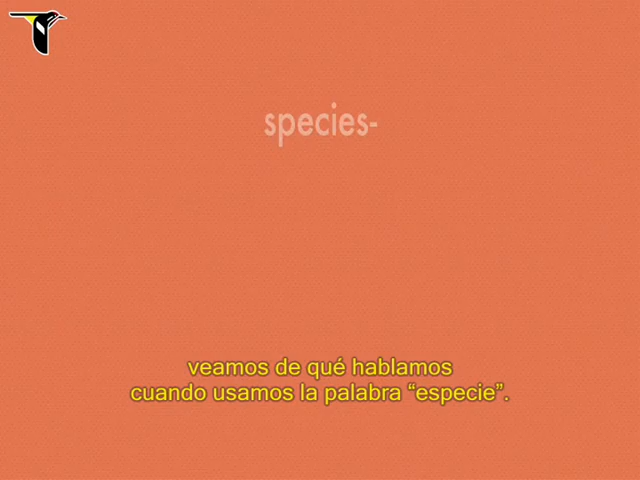 species-
veamos de qué hablamos
cuando usamos la palabra “especie”.